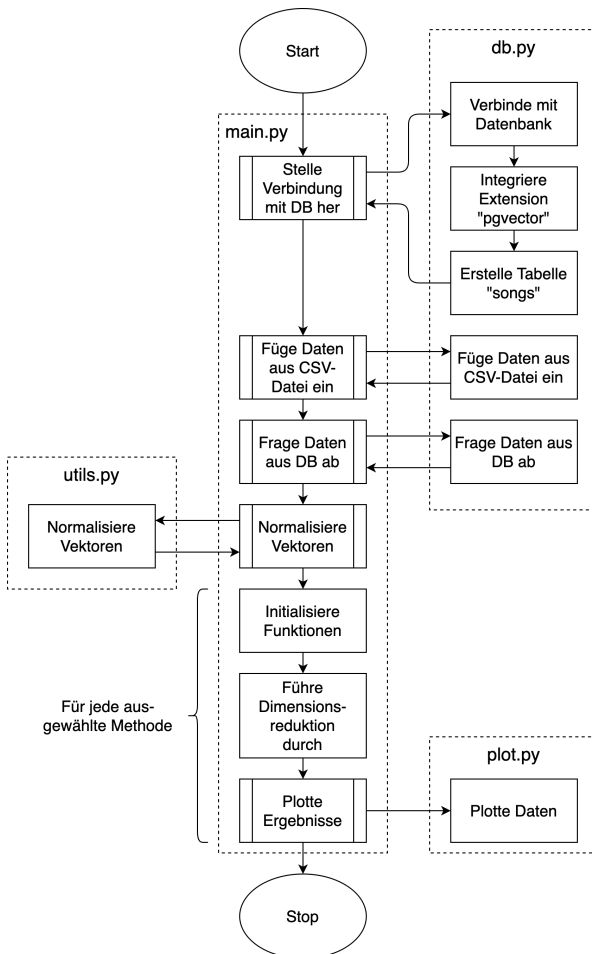 Start
main.py
Stelle
Verbindung
mit DB her
db.py
Verbinde mit
Datenbank
Integriere
Extension
"pgvector"
Erstelle Tabelle
"songs"
Füge Daten
aus CSV-
Datei ein
Füge Daten aus
CSV-Datei ein
Frage Daten
aus DB ab
Frage Daten aus
DB ab
utils.py
Normalisiere
Vektoren
Normalisiere
Vektoren
Initialisiere
Funktionen
Für jede aus-
gewählte Methode
Führe
Dimensions-
reduktion
durch
Plotte
Ergebnisse
plot.py
Plotte Daten
Stop